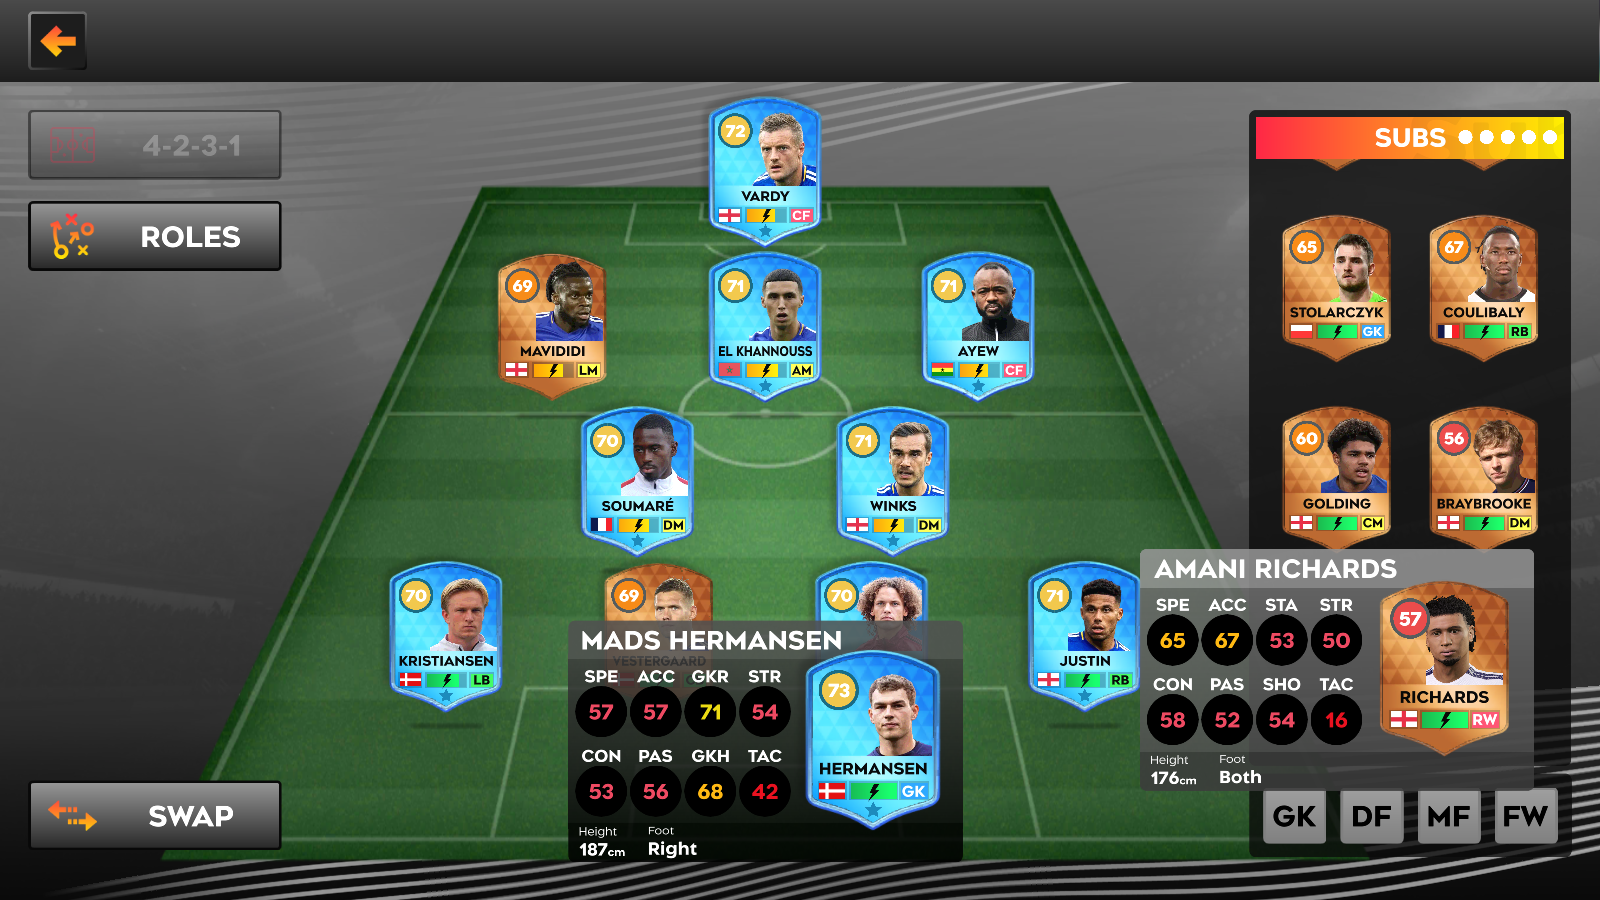 4-2-3-1
ROLES
SWAP
72
VARDY
CF
69
MAVIDIDI
LM
71
EL KHANNOUSS
AM
71
AYEW
CF
70
SOUMARÉ
DM
71
WINKS
DM
70
KRISTIANSEN
LB
69
VESTERGAARD
70
71
JUSTIN
RB
MADS HERMANSEN
SPE ACC GKR STR
57 57 71 54
CON PAS GKH TAC
53 56 68 42
Height Foot
187cm Right
73
HERMANSEN
GK
SUBS
65
STOLARCZYK
GK
67
COULIBALY
RB
60
GOLDING
CM
56
BRAYBROOKE
DM
AMANI RICHARDS
SPE ACC STA STR
65 67 53 50
CON PAS SHO TAC
58 52 54 16
Height Foot
176cm Both
57
RICHARDS
RW
GK DF MF FW